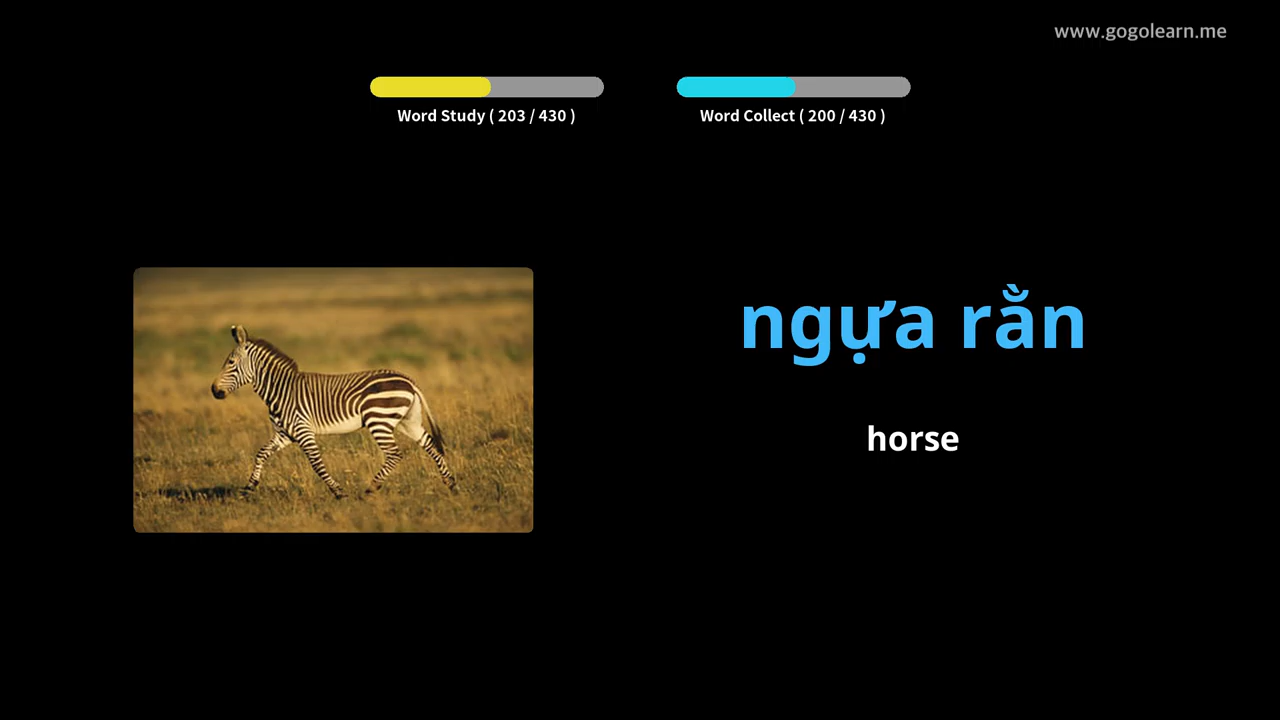 www.gogolearn.me
Word Study ( 203 / 430 )
Word Collect ( 200 / 430 )
ngựa rằn
horse